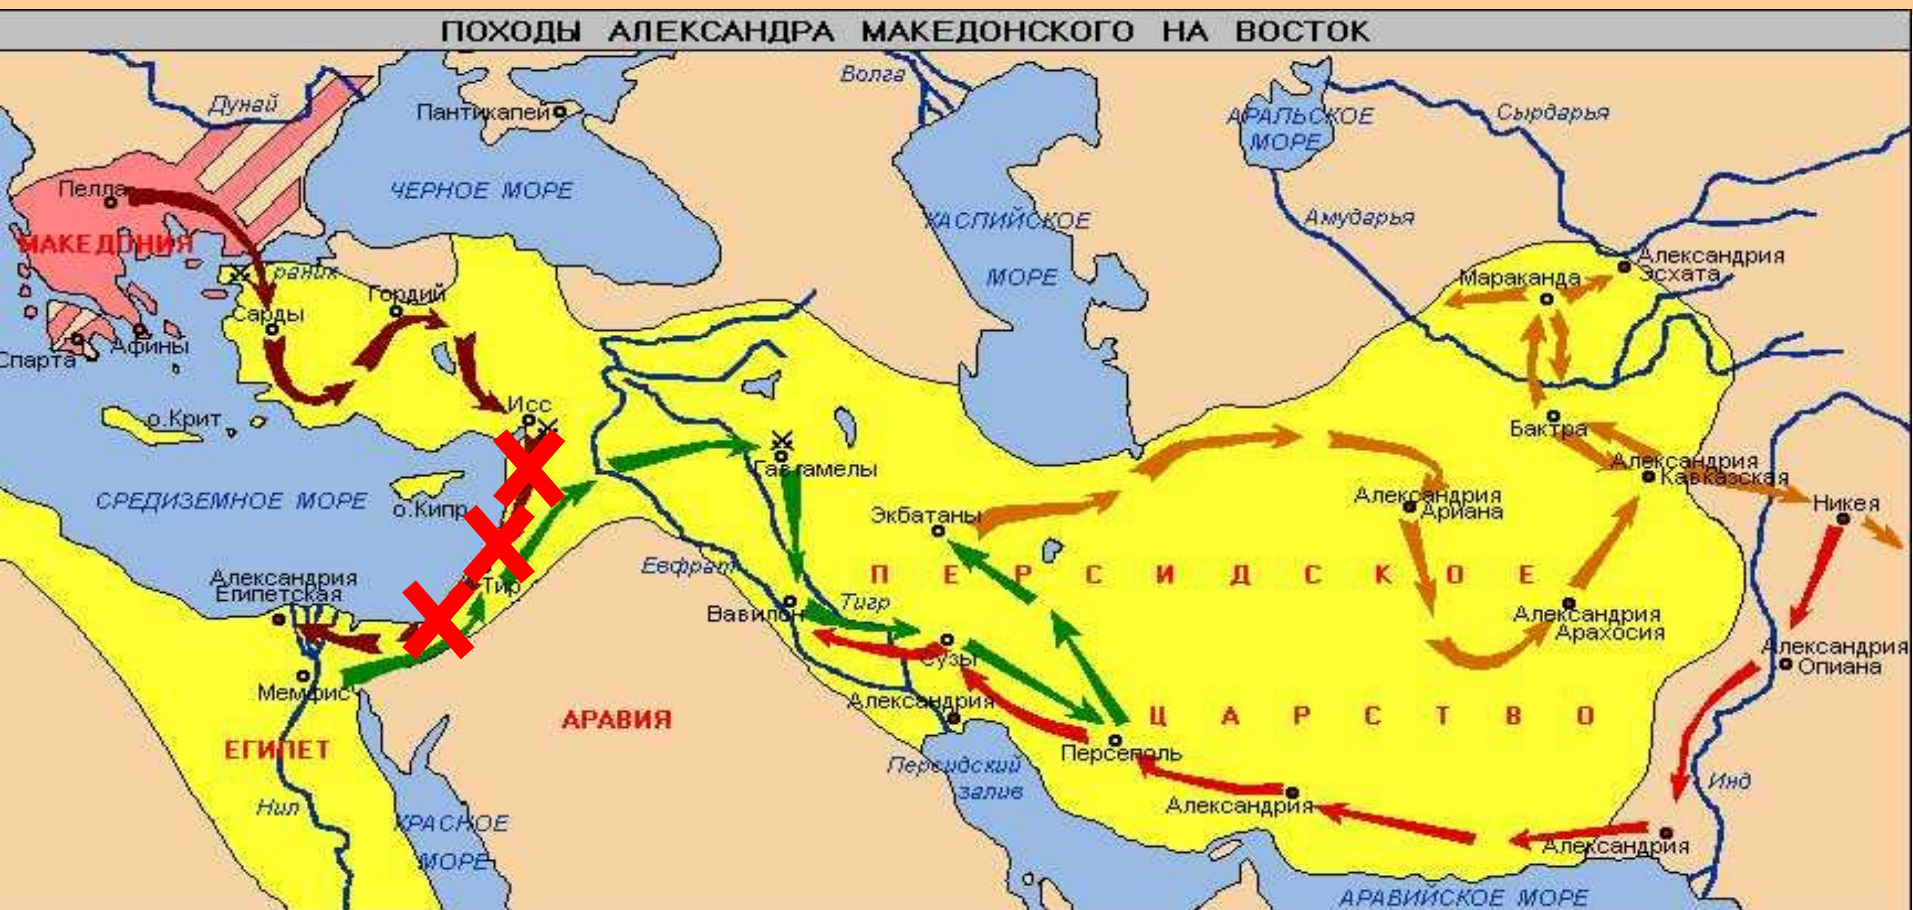 ПОХОДЫ АЛЕКСАНДРА МАКЕДОНСКОГО НА ВОСТОК
Волга
Дунай
Пантикапей
АРАЛЬСКОЕ
МОРЕ
Сырдарья
Пелла
ЧЕРНОЕ МОРЕ
КАСПИЙСКОЕ
МОРЕ
Амударья
МАКЕДОНИЯ
Граник
Александрия
Эсхата
Мараканда
Гордий
Сарды
Афины
Спарта
Исс
о.Крит
Бактра
Гавгамелы
Александрия
Кавказская
СРЕДИЗЕМНОЕ МОРЕ
о.Кипр
Экбатаны
Александрия
Ариана
Никея
Евфрат
ПЕРСИДСКОЕ
Александрия
Египетская
Тир
Вавилон
Тигр
Александрия
Арахосия
Сузы
Александрия
Опиана
Мемфис
Александрия
АРАВИЯ
ЦАРСТВО
ЕГИПЕТ
Персеполь
Персидский
залив
Инд
Нил
Александрия
КРАСНОЕ
МОРЕ
Александрия
АРАВИЙСКОЕ МОРЕ